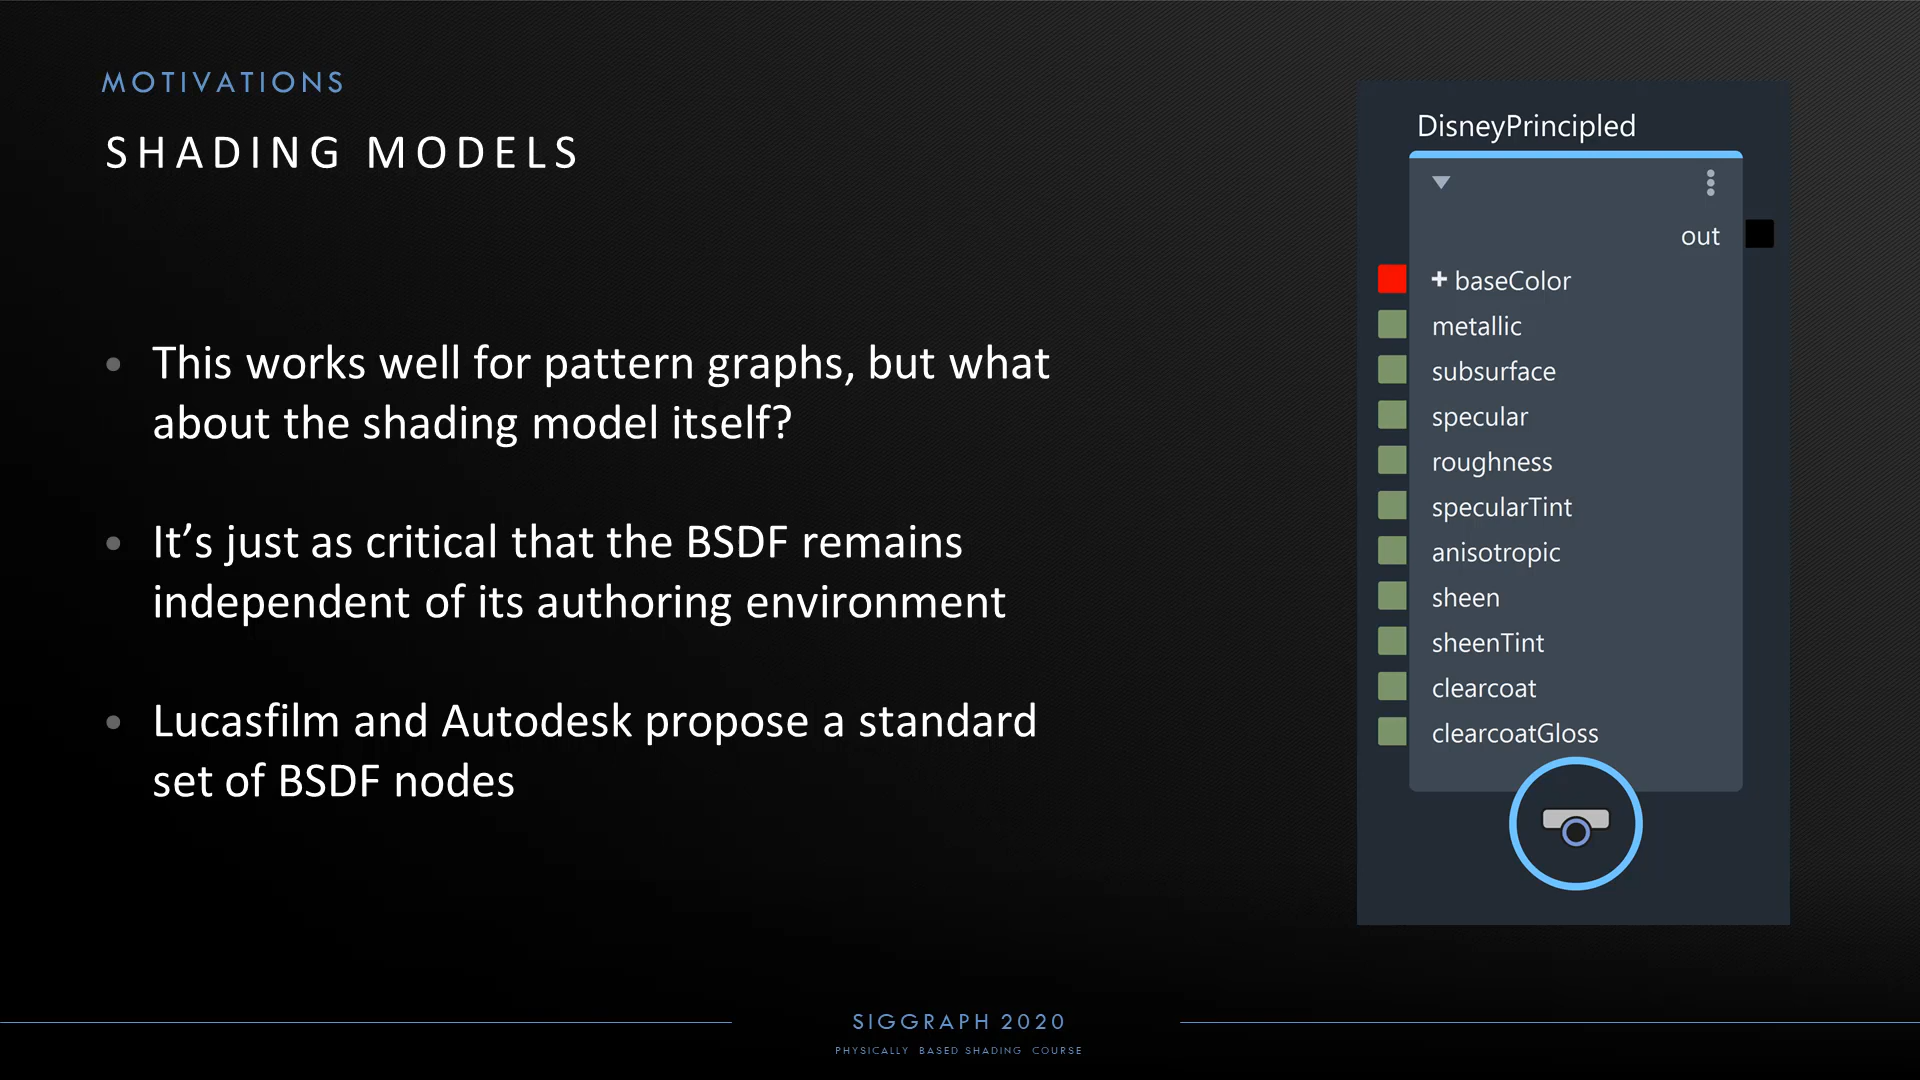 MOTIVATIONS
SHADING MODELS
• This works well for pattern graphs, but what
about the shading model itself?
• It’s just as critical that the BSDF remains
independent of its authoring environment
• Lucasfilm and Autodesk propose a standard
set of BSDF nodes
DisneyPrincipled
out
+ baseColor
metallic
subsurface
specular
roughness
specularTint
anisotropic
sheen
sheenTint
clearcoat
clearcoatGloss
SIGGRAPH 2020
PHYSICALLY BASED SHADING COURSE